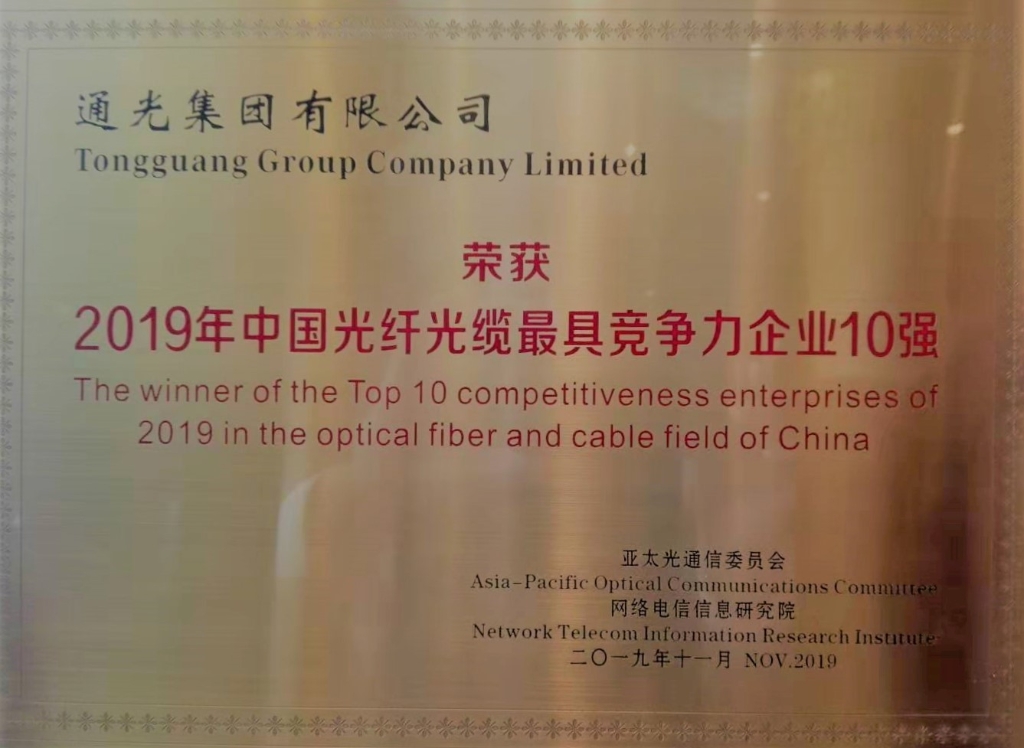 通光集团有限公司
Tongguang Group Company Limited
荣获
2019年中国光纤光缆最具竞争力企业10强
The winner of the Top 10 competitiveness enterprises of
2019 in the optical fiber and cable field of China
亚太光通信委员会
Asia-Pacific Optical Communications Committee
网络电信信息研究院
Network Telecom Information Research Institute
二〇一九年十一月 NOV.2019